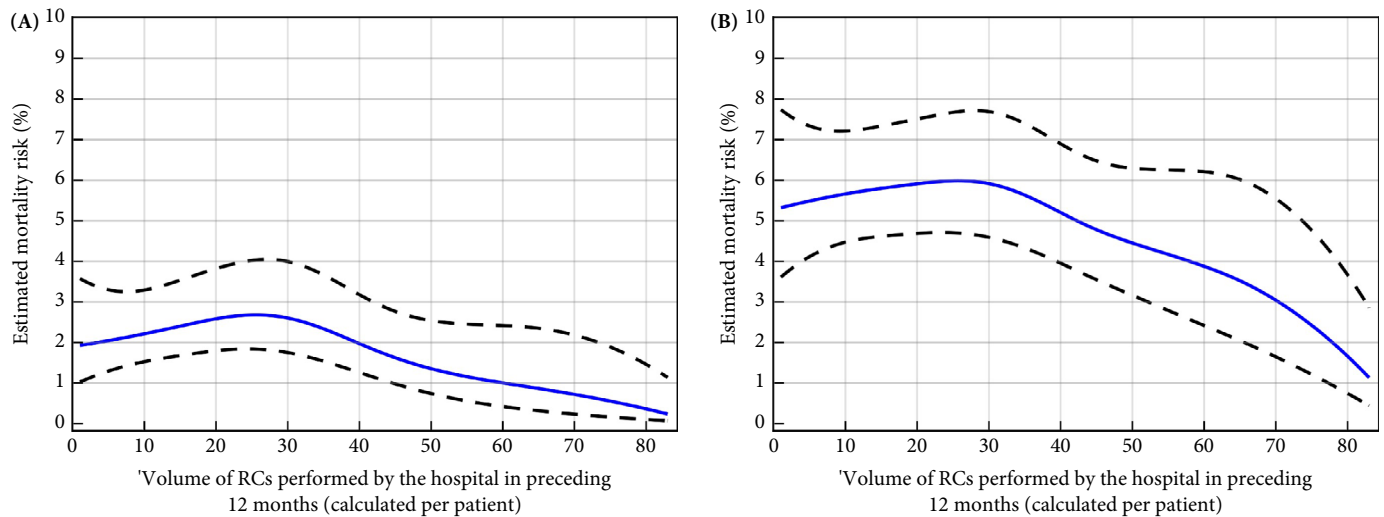 (A)
Estimated mortality risk (%)
10
9
8
7
6
5
4
3
2
1
0
0 10 20 30 40 50 60 70 80
'Volume of RCs performed by the hospital in preceding
12 months (calculated per patient)
(B)
Estimated mortality risk (%)
10
9
8
7
6
5
4
3
2
1
0
0 10 20 30 40 50 60 70 80
'Volume of RCs performed by the hospital in preceding
12 months (calculated per patient)